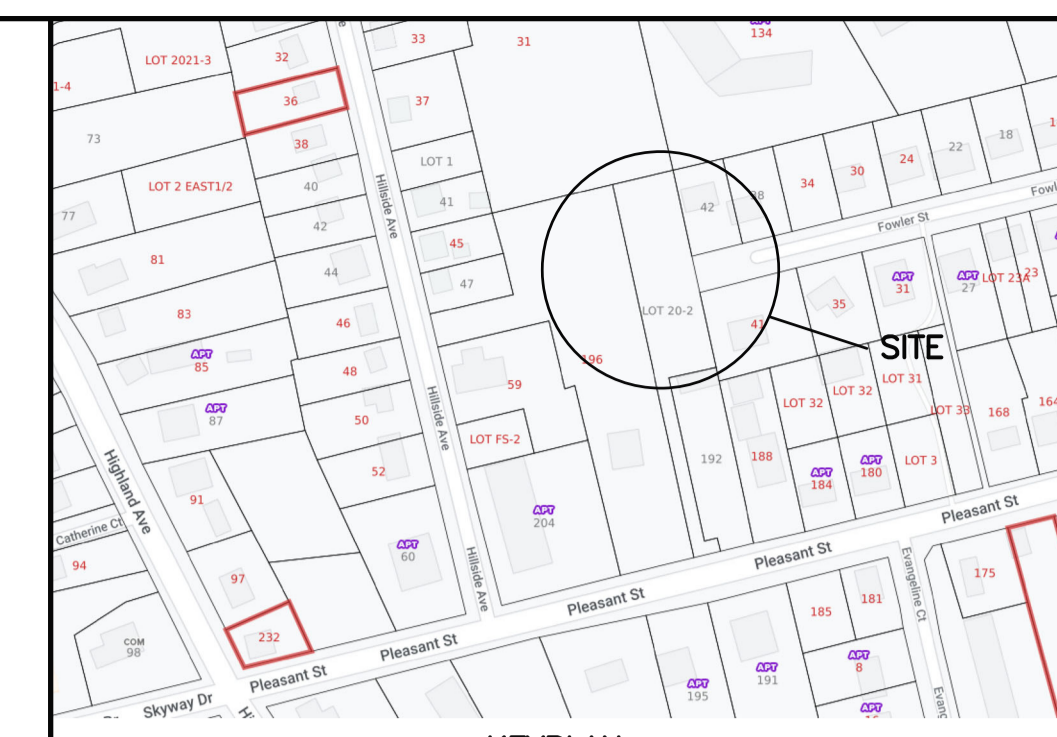 33
31
APT
134
32
LOT 2021-3
1-4
36
37
73
38
LOT 1
40
LOT 2 EAST1/2
41
42
77
Hillside Ave
45
44
47
81
83
46
APT
85
48
59
APT
87
50
LOT FS-2
52
Highland Ave
91
Hillside Ave
Catherine Ct
94
97
APT
60
APT
204
Hillside Ave
COM
98
232
Pleasant St
Pleasant St
Skyway Dr
Pleasant St
Pleasant St
Pleasant St
18
22
24
30
34
38
42
Fowler St
LOT 20-2
196
41
35
APT
31
APT
27
LOT 23A
23
SITE
LOT 31
LOT 32
LOT 32
LOT 33
168
164
192
188
APT
184
APT
180
LOT 3
Evangeline Ct
175
181
185
APT
8
APT
191
APT
195
APT